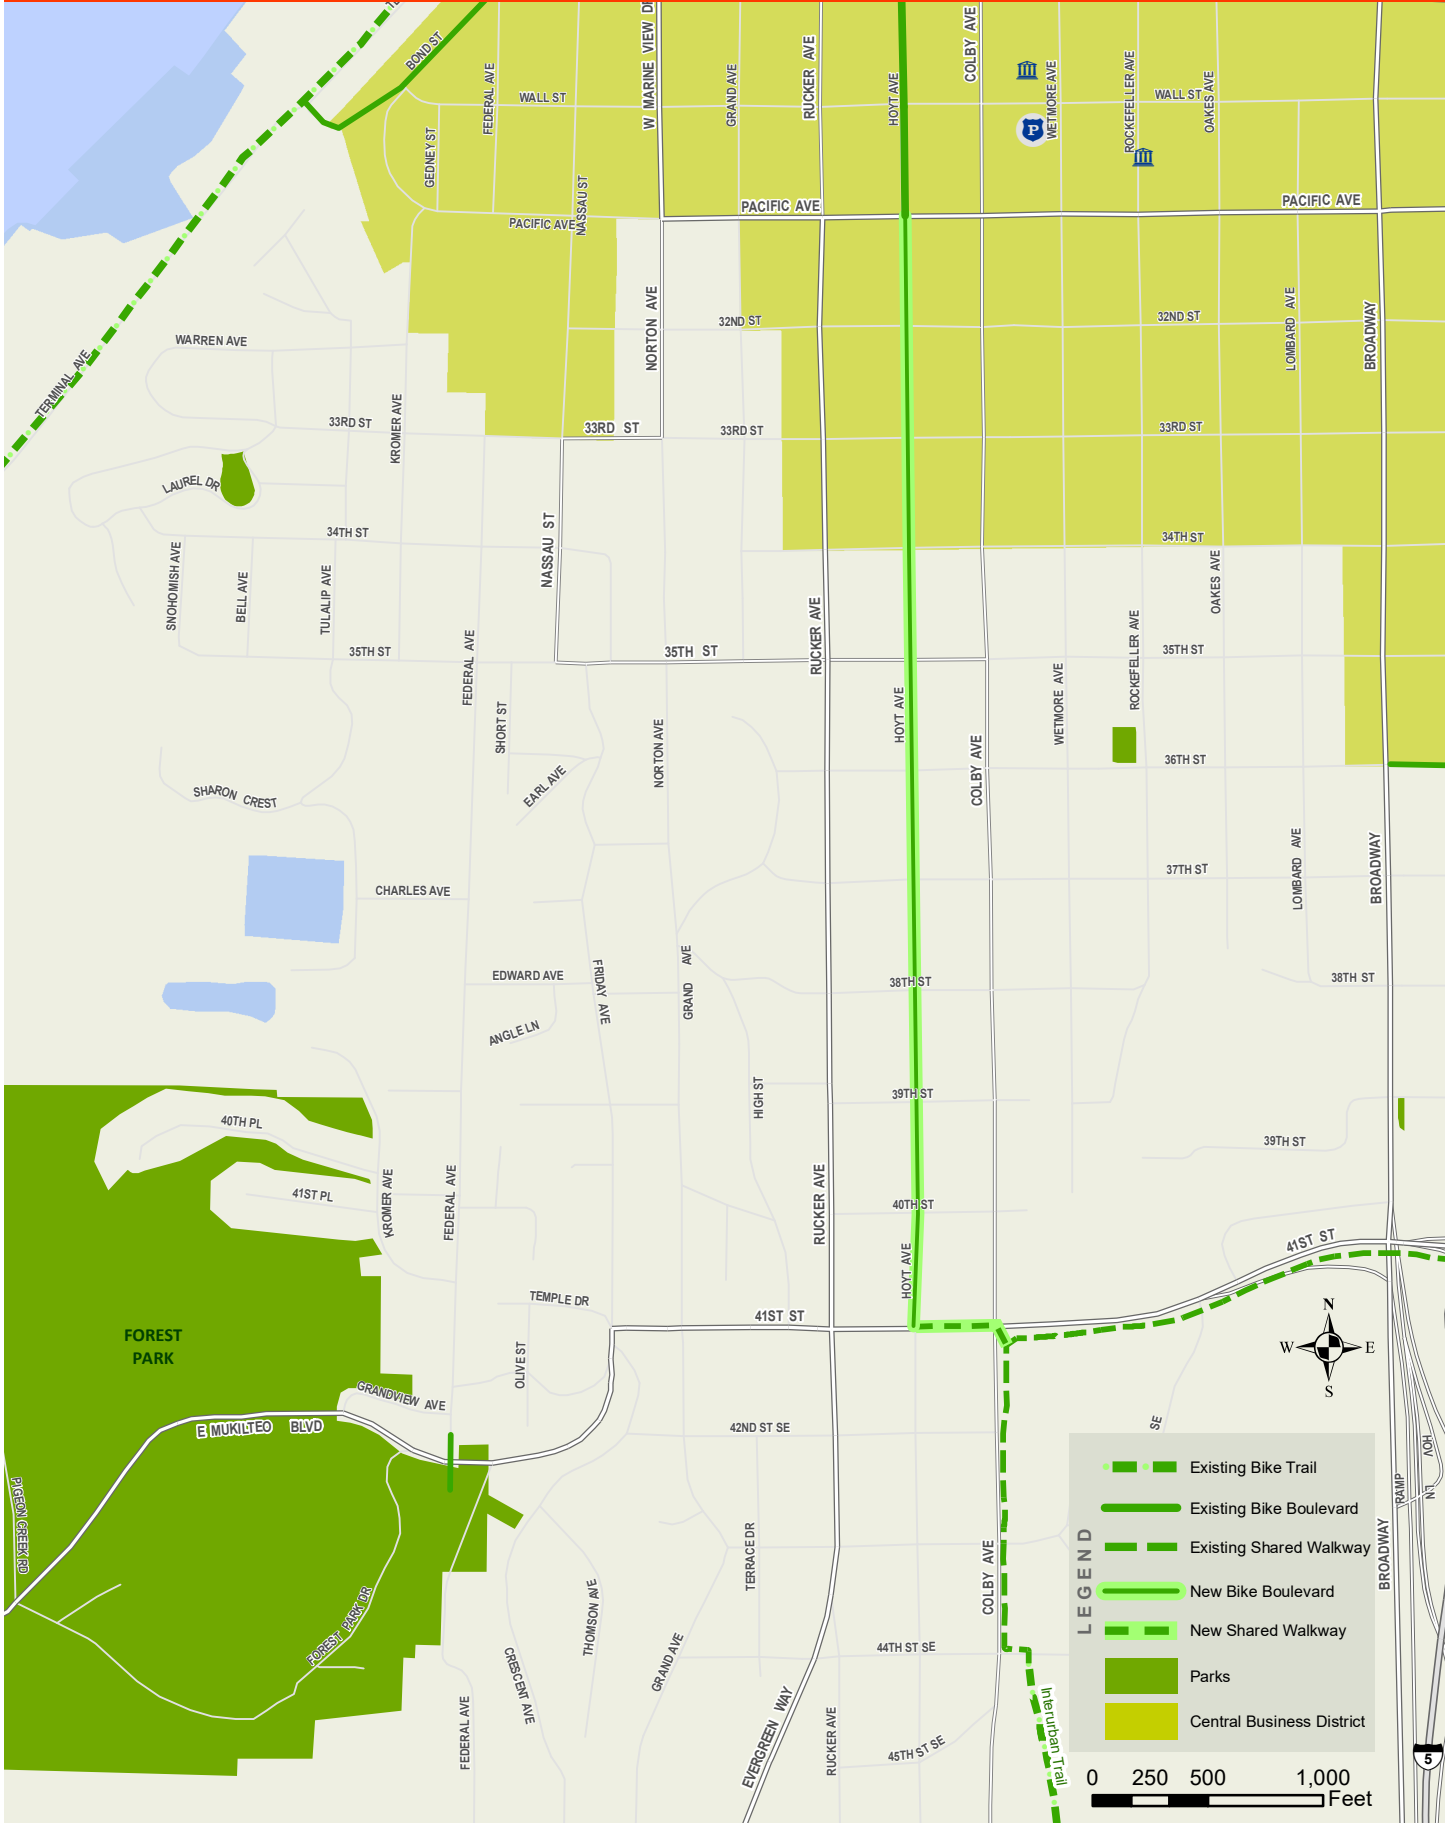 TE
BOND ST
FEDERAL AVE
WALL ST
W MARINE VIEW DR
GRAND AVE
RUCKER AVE
HOYT AVE
COLBY AVE
WETMORE AVE
P
ROCKEFELLER AVE
WALL ST
OAKES AVE
GEDNEY ST
NASSAU ST
PACIFIC AVE
PACIFIC AVE
PACIFIC AVE
NORTON AVE
32ND ST
32ND ST
LOMBARD AVE
BROADWAY
WARREN AVE
TERMINAL AVE
KROMER AVE
33RD ST
33RD ST
33RD ST
33RD ST
LAUREL DR
34TH ST
NASSAU ST
34TH ST
SNOHOMISH AVE
BELL AVE
TULALIP AVE
OAKES AVE
35TH ST
FEDERAL AVE
35TH ST
RUCKER AVE
ROCKEFELLER AVE
35TH ST
SHORT ST
NORTON AVE
HOYT AVE
WETMORE AVE
COLBY AVE
36TH ST
EARL AVE
SHARON CREST
37TH ST
LOMBARD AVE
BROADWAY
CHARLES AVE
EDWARD AVE
FRIDAY AVE
GRAND AVE
38TH ST
38TH ST
ANGLE LN
HIGH ST
39TH ST
40TH PL
39TH ST
41ST PL
KROMER AVE
FEDERAL AVE
RUCKER AVE
40TH ST
HOYT AVE
41ST ST
TEMPLE DR
41ST ST
N
W
E
S
FOREST
PARK
OLIVE ST
GRANDVIEW AVE
E MUKILTEO BLVD
42ND ST SE
SE
HOV LN
RAMP
PIGEON CREEK RD
TERRACE DR
COLBY AVE
BROADWAY
LEGEND
Existing Bike Trail
Existing Bike Boulevard
Existing Shared Walkway
New Bike Boulevard
New Shared Walkway
Parks
Central Business District
FOREST PARK DR
THOMSON AVE
CRESCENT AVE
GRAND AVE
44TH ST SE
FEDERAL AVE
EVERGREEN WAY
RUCKER AVE
45TH ST SE
Interurban Trail
5
0 250 500 1,000
Feet